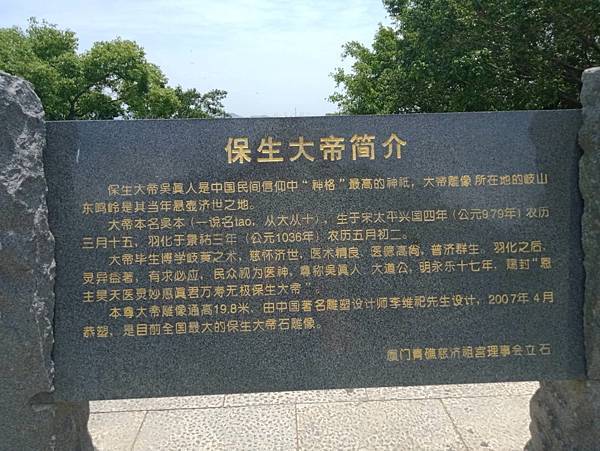 保生大帝简介
保生大帝吴真人是中国民间信仰中“神格”最高的神祇，大帝雕像所在地的岐山
东鸣岭是其当年悬壶济世之地。
大帝本名吴本（一说名tao，从大从十），生于宋太平兴国四年（公元979年）农历
三月十五，羽化于景祐三年（公元1036年）农历五月初二。
大帝毕生博学岐黄之术，慈怀济世，医术精良、医德高尚，普济群生。羽化之后，
灵异卓著，有求必应，民众视为医神，尊称吴真人、大道公，明永乐十七年，敕封“恩
主昊天医灵妙惠真君万寿无极保生大帝”。
本尊大帝雕像通高19.8米，由中国著名雕塑设计师李维祀先生设计，2007年4月
恭塑，是目前全国最大的保生大帝石雕像。
厦门青礁慈济祖宫理事会立石